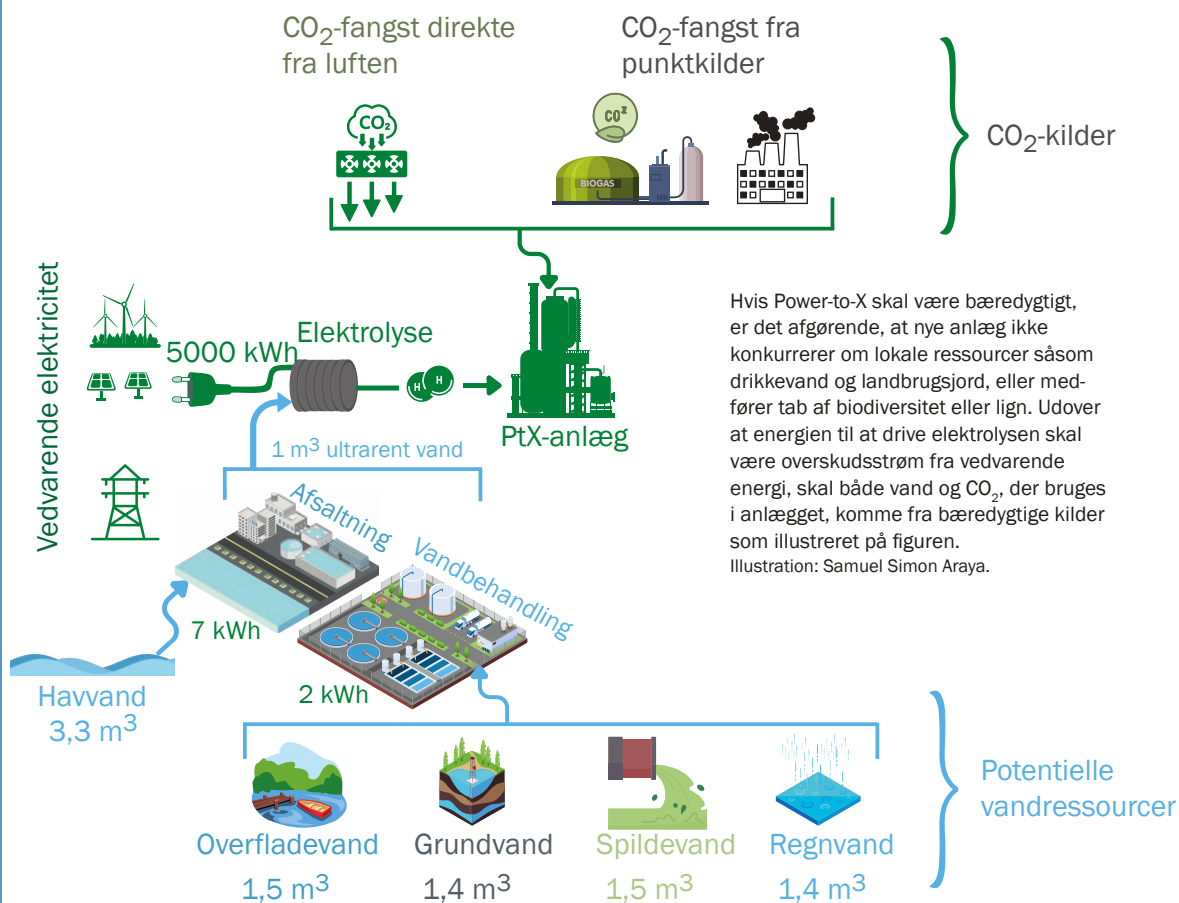 CO₂-fangst direkte
fra luften
CO₂-fangst fra
punktkilder
CO₂
CO²
BIOGAS
CO₂-kilder
Vedvarende elektricitet
5000 kWh
Elektrolyse
H H
PtX-anlæg
1 m³ ultrarent vand
Hvis Power-to-X skal være bæredygtigt,
er det afgørende, at nye anlæg ikke
konkurrerer om lokale ressourcer såsom
drikkevand og landbrugsjord, eller med-
fører tab af biodiversitet eller lign. Udover
at energien til at drive elektrolysen skal
være overskudsstrøm fra vedvarende
energi, skal både vand og CO₂, der bruges
i anlægget, komme fra bæredygtige kilder
som illustreret på figuren.
Illustration: Samuel Simon Araya.
Afsaltning
Vandbehandling
7 kWh
2 kWh
Havvand
3,3 m³
Overfladevand
1,5 m³
Grundvand
1,4 m³
Spildevand
1,5 m³
Regnvand
1,4 m³
Potentielle
vandressourcer